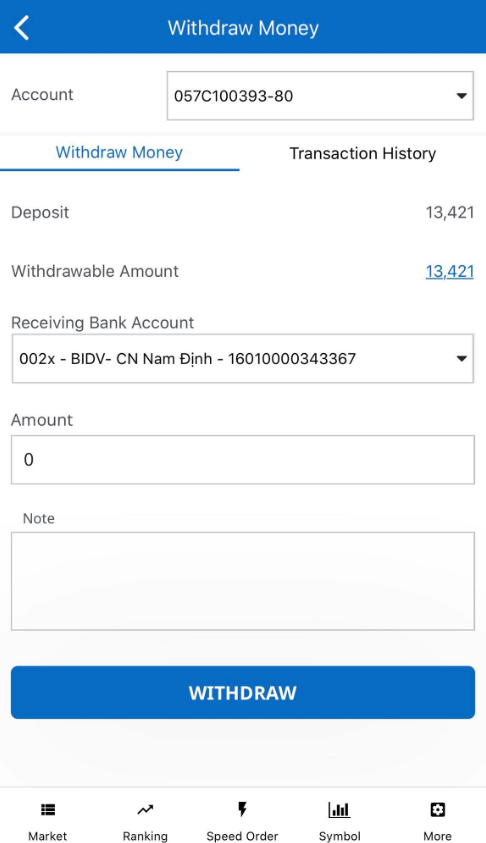 Withdraw Money
Account
057C100393-80
Withdraw Money
Transaction History
Deposit
13,421
Withdrawable Amount
13,421
Receiving Bank Account
002x - BIDV- CN Nam Định - 16010000343367
Amount
0
Note
WITHDRAW
Market
Ranking
Speed Order
Symbol
More